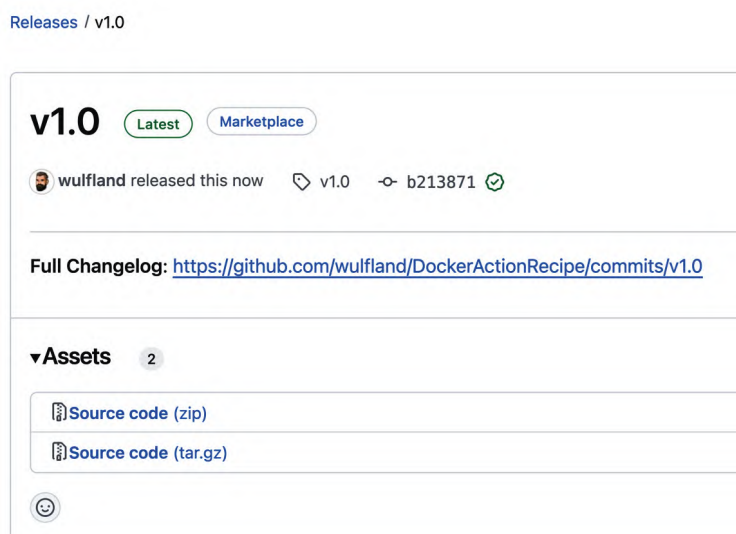 Releases / v1.0
v1.0 Latest Marketplace
wulfland released this now v1.0 b213871
Full Changelog: https://github.com/wulfland/DockerActionRecipe/commits/v1.0
Assets 2
Source code (zip)
Source code (tar.gz)